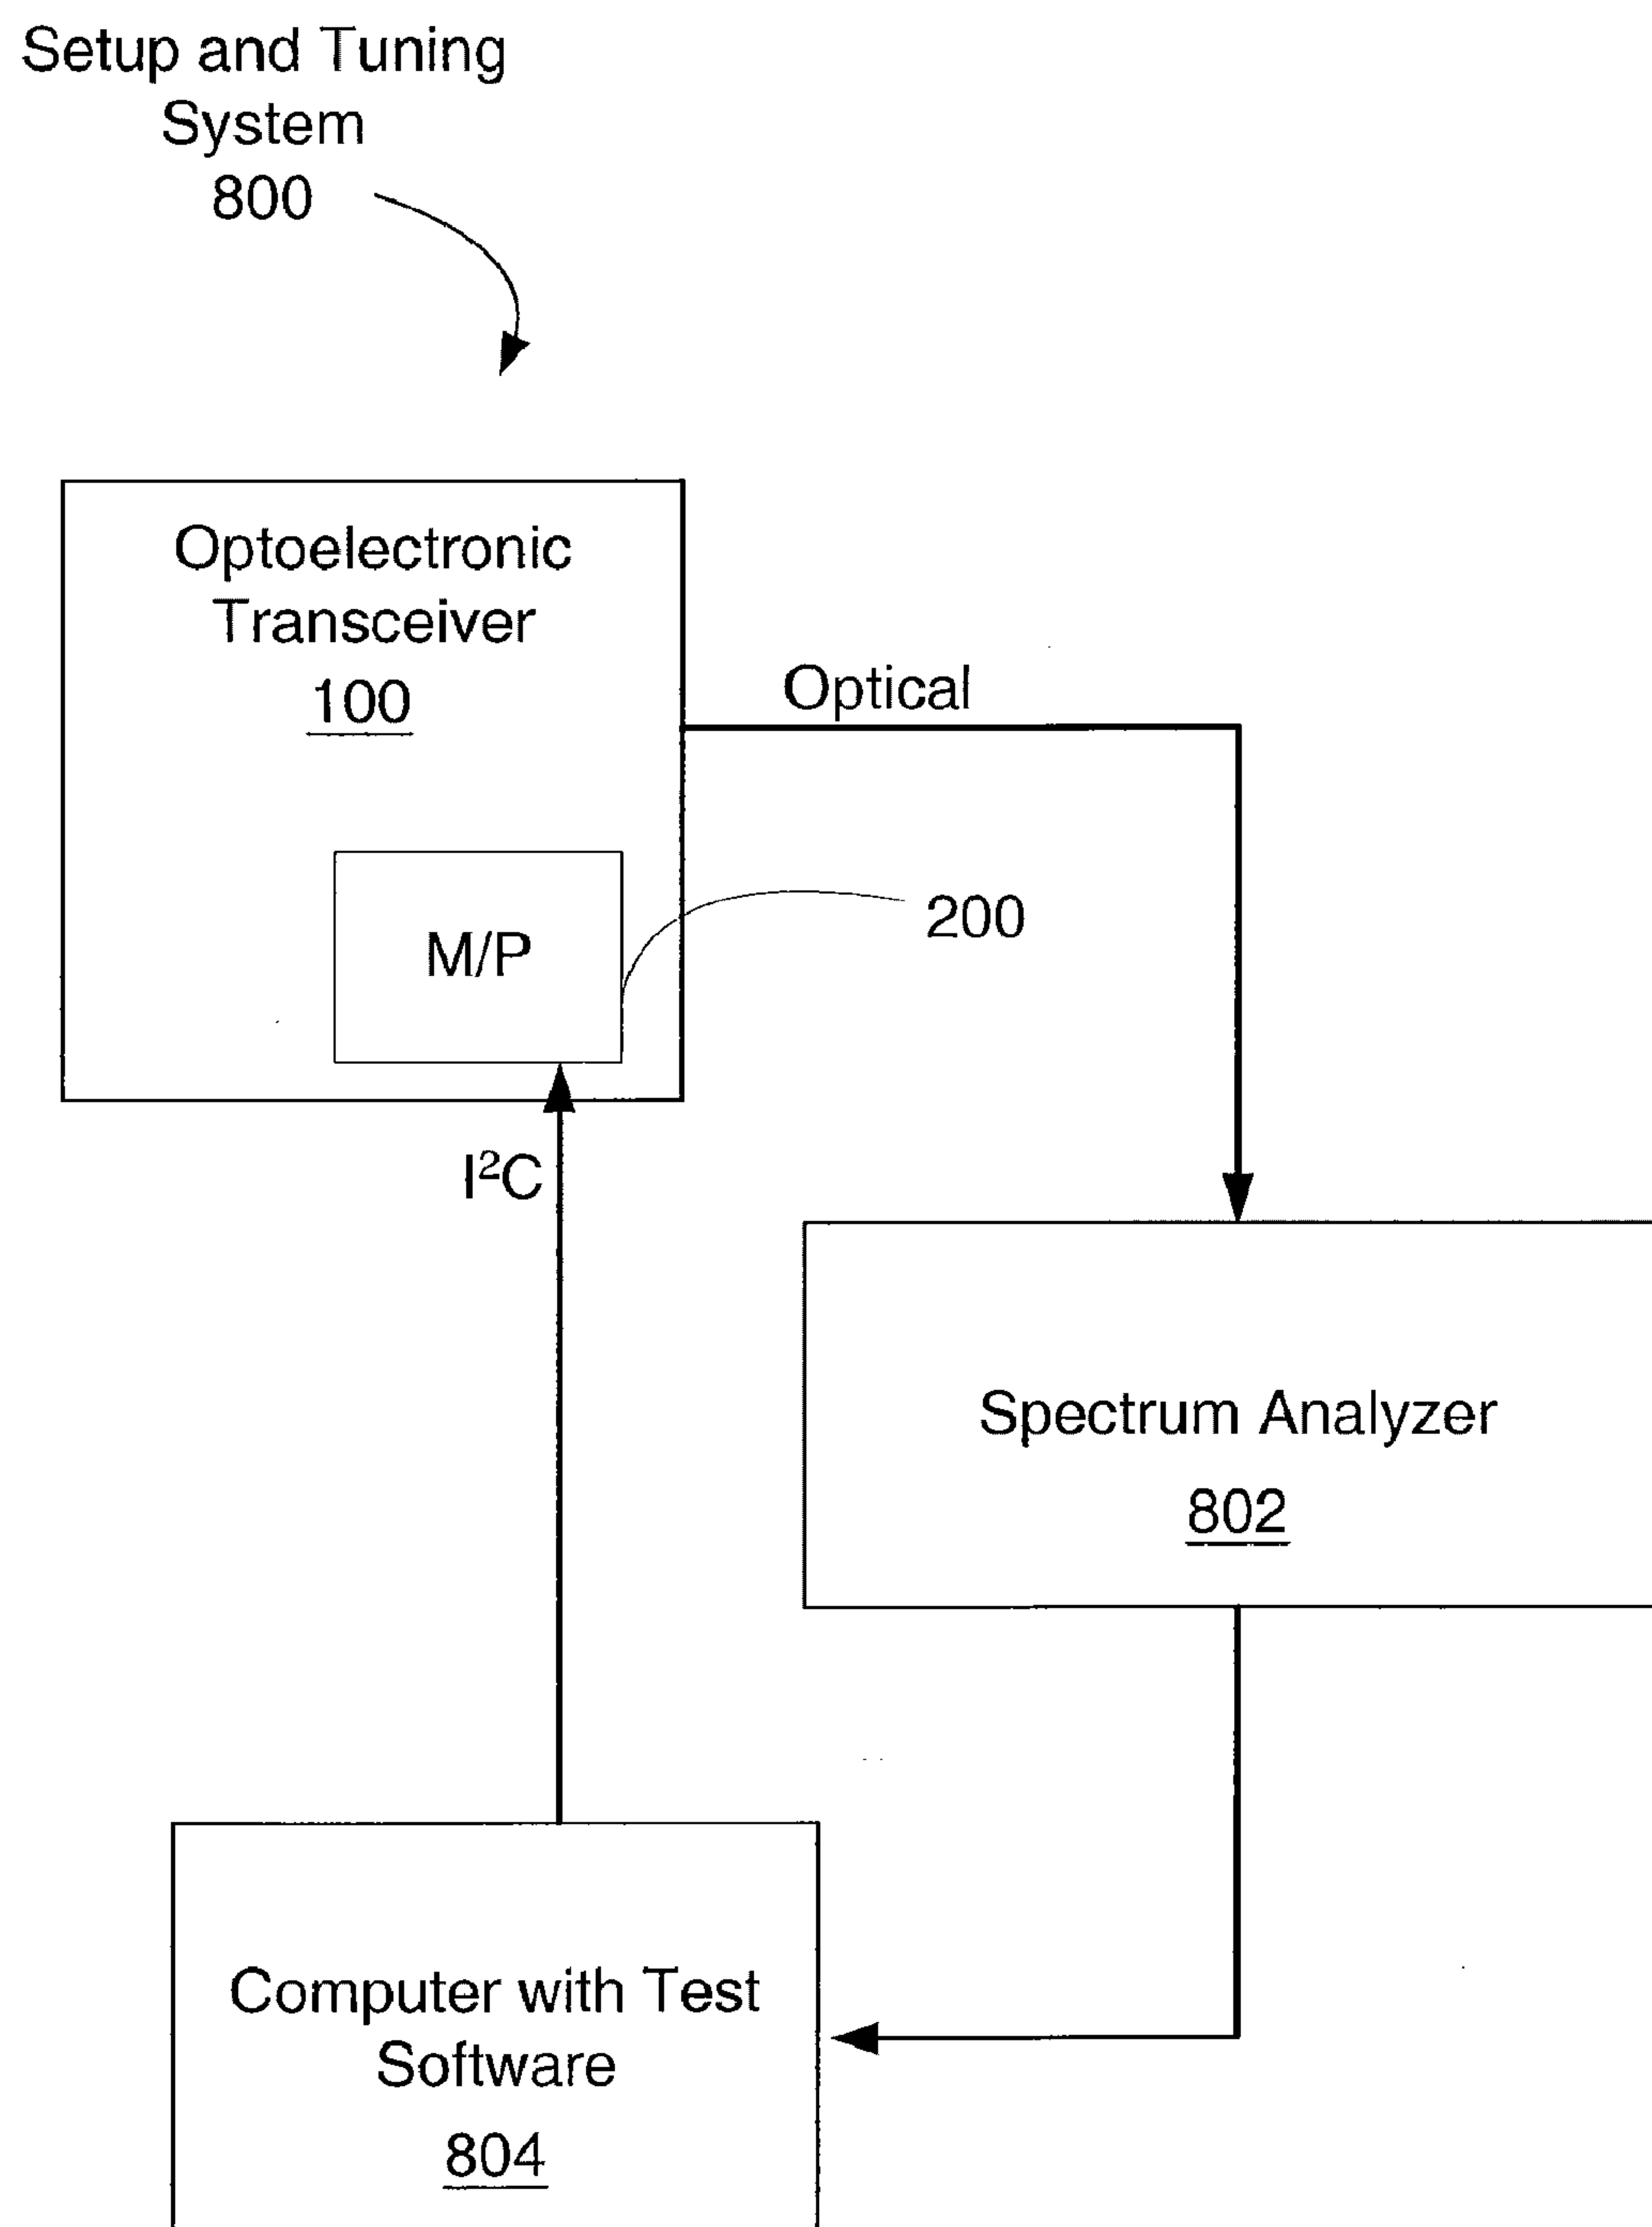 Setup and Tuning
System
800
Optoelectronic
Transceiver
100
Optical
M/P
200
I²C
Spectrum Analyzer
802
Computer with Test
Software
804